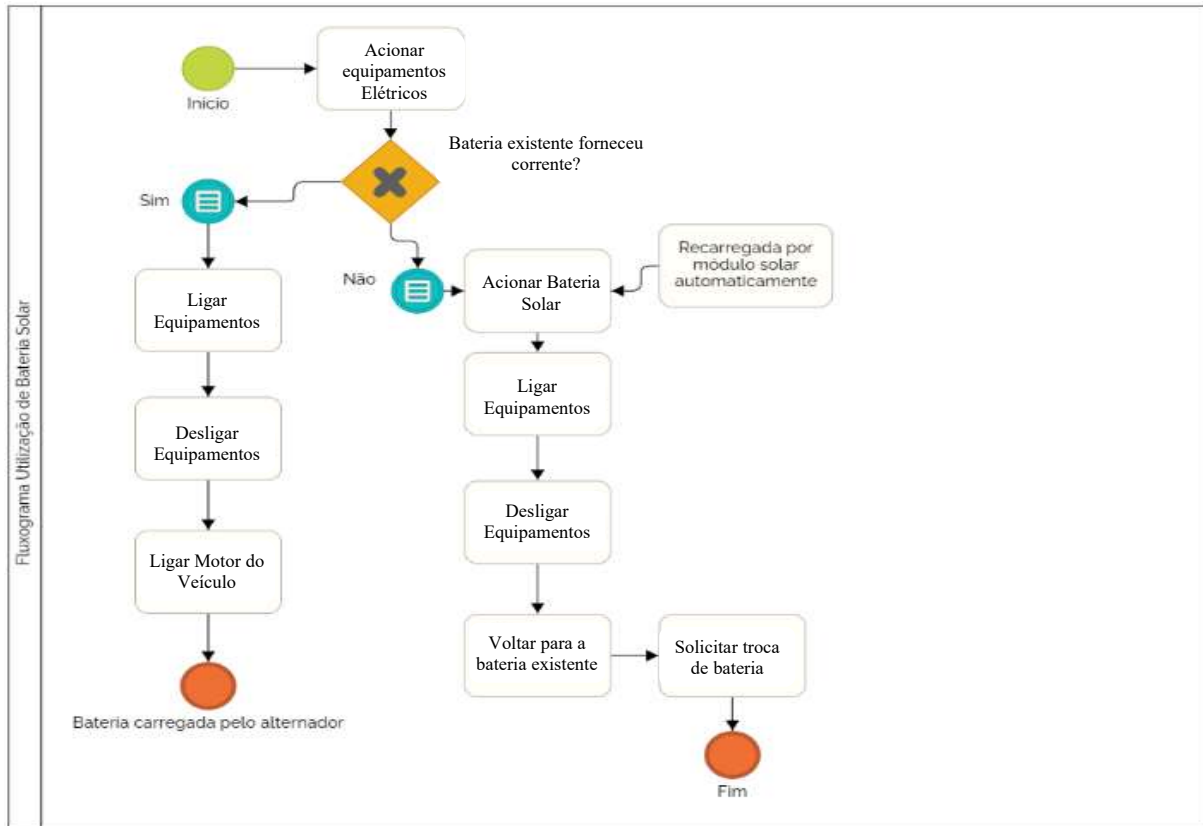 Fluxograma Utilização de Bateria Solar
Início
Acionar
equipamentos
Elétricos
Bateria existente forneceu
corrente?
Sim
Ligar
Equipamentos
Desligar
Equipamentos
Ligar Motor do
Veículo
Bateria carregada pelo alternador
Não
Acionar Bateria
Solar
Recarregada por
módulo solar
automaticamente
Ligar
Equipamentos
Desligar
Equipamentos
Voltar para a
bateria existente
Solicitar troca
de bateria
Fim